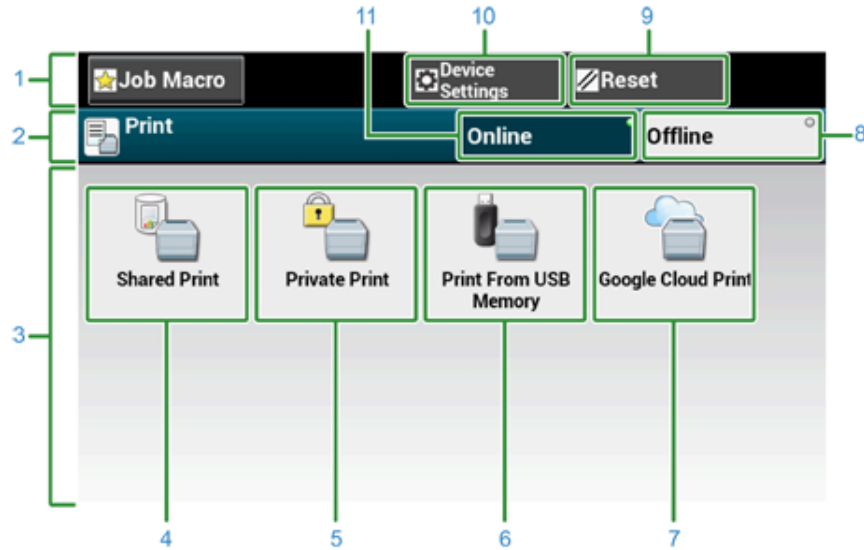 11 10 9
1 Job Macro Device Settings Reset
2 Print Online Offline 8
3
Shared Print Private Print Print From USB Memory Google Cloud Print
4 5 6 7